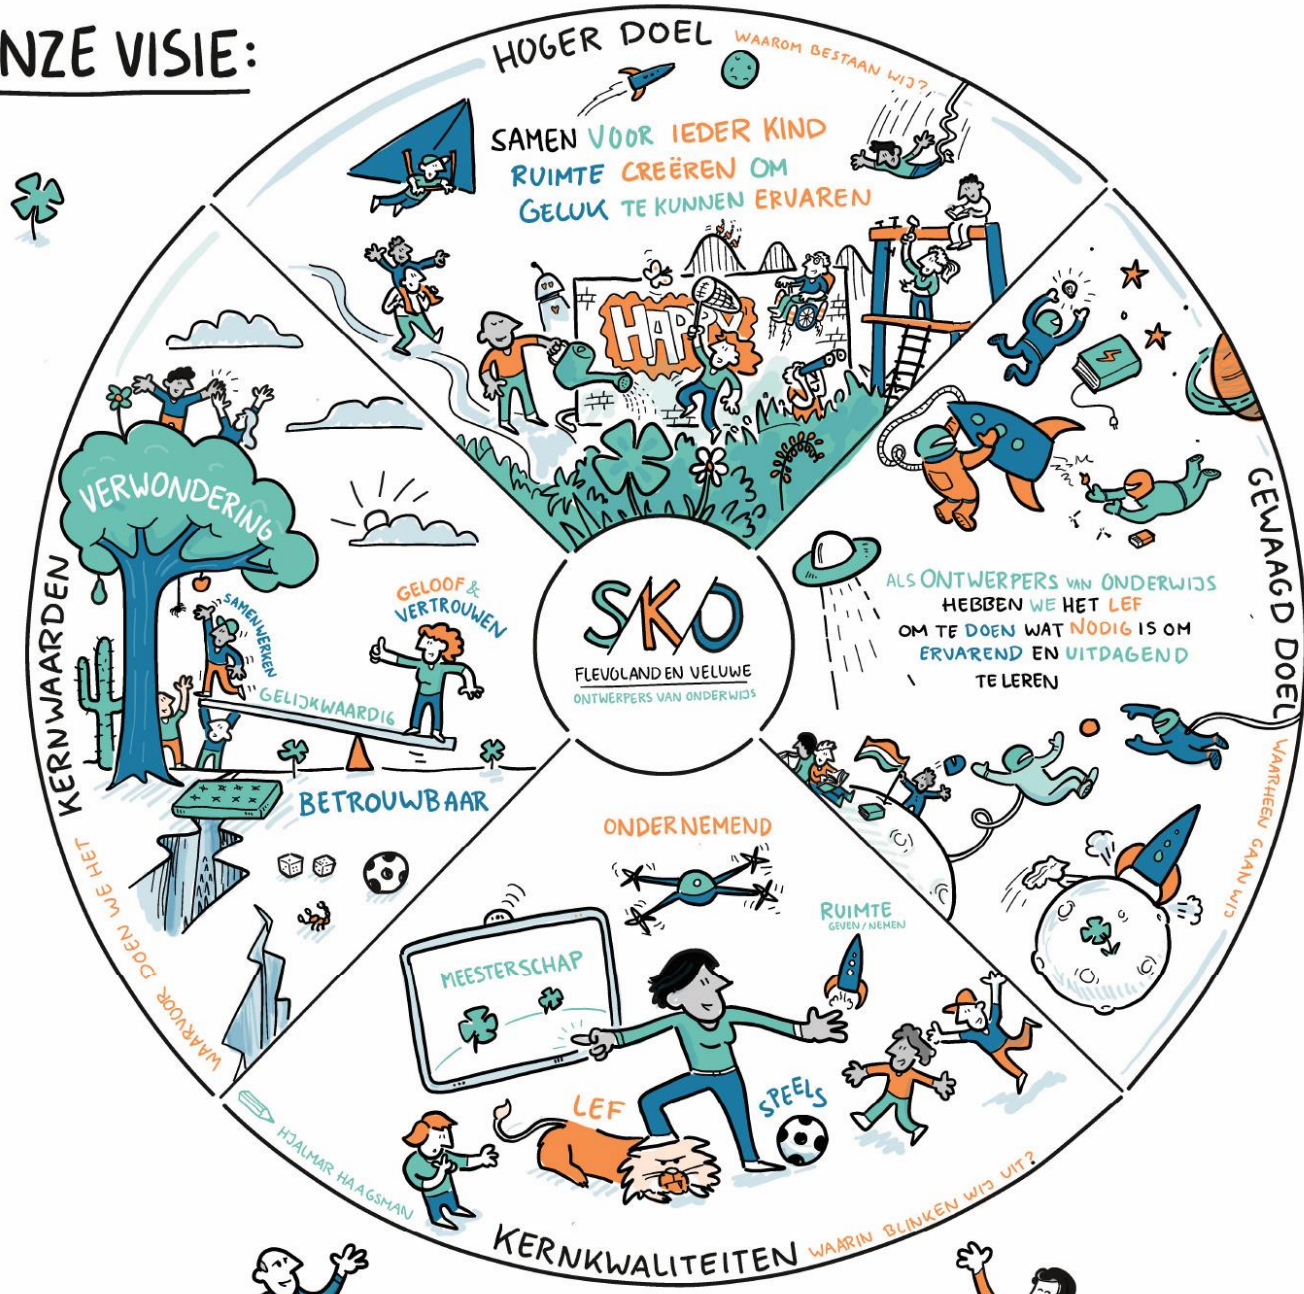 NZE VISIE:
HOGER DOEL WAAROM BESTAAN WIJ?
SAMEN VOOR IEDER KIND
RUIMTE CREËREN OM
GELUK TE KUNNEN ERVAREN
HAPPY
GEWAAGD DOEL WAARHEEN GAAN WIJ
ALS ONTWERPERS VAN ONDERWIJS
HEBBEN WE HET LEF
OM TE DOEN WAT NODIG IS OM
ERVAREND EN UITDAGEND
TE LEREN
SKO
FLEVOLAND EN VELUWE
ONTWERPERS VAN ONDERWIJS
KERNWAARDEN
WAARVOOR DOEN WE HET
VERWONDERING
SAMENWERKEN
GELOOF &
VERTROUWEN
GELIJKWAARDIG
BETROUWBAAR
ONDERNEMEND
MEESTERSCHAP
RUIMTE
GEVEN/NEMEN
LEF
SPEELS
HJALMAR HAAGSMAN
KERNKWALITEITEN WAARIN BLINKEN WIJ UIT?